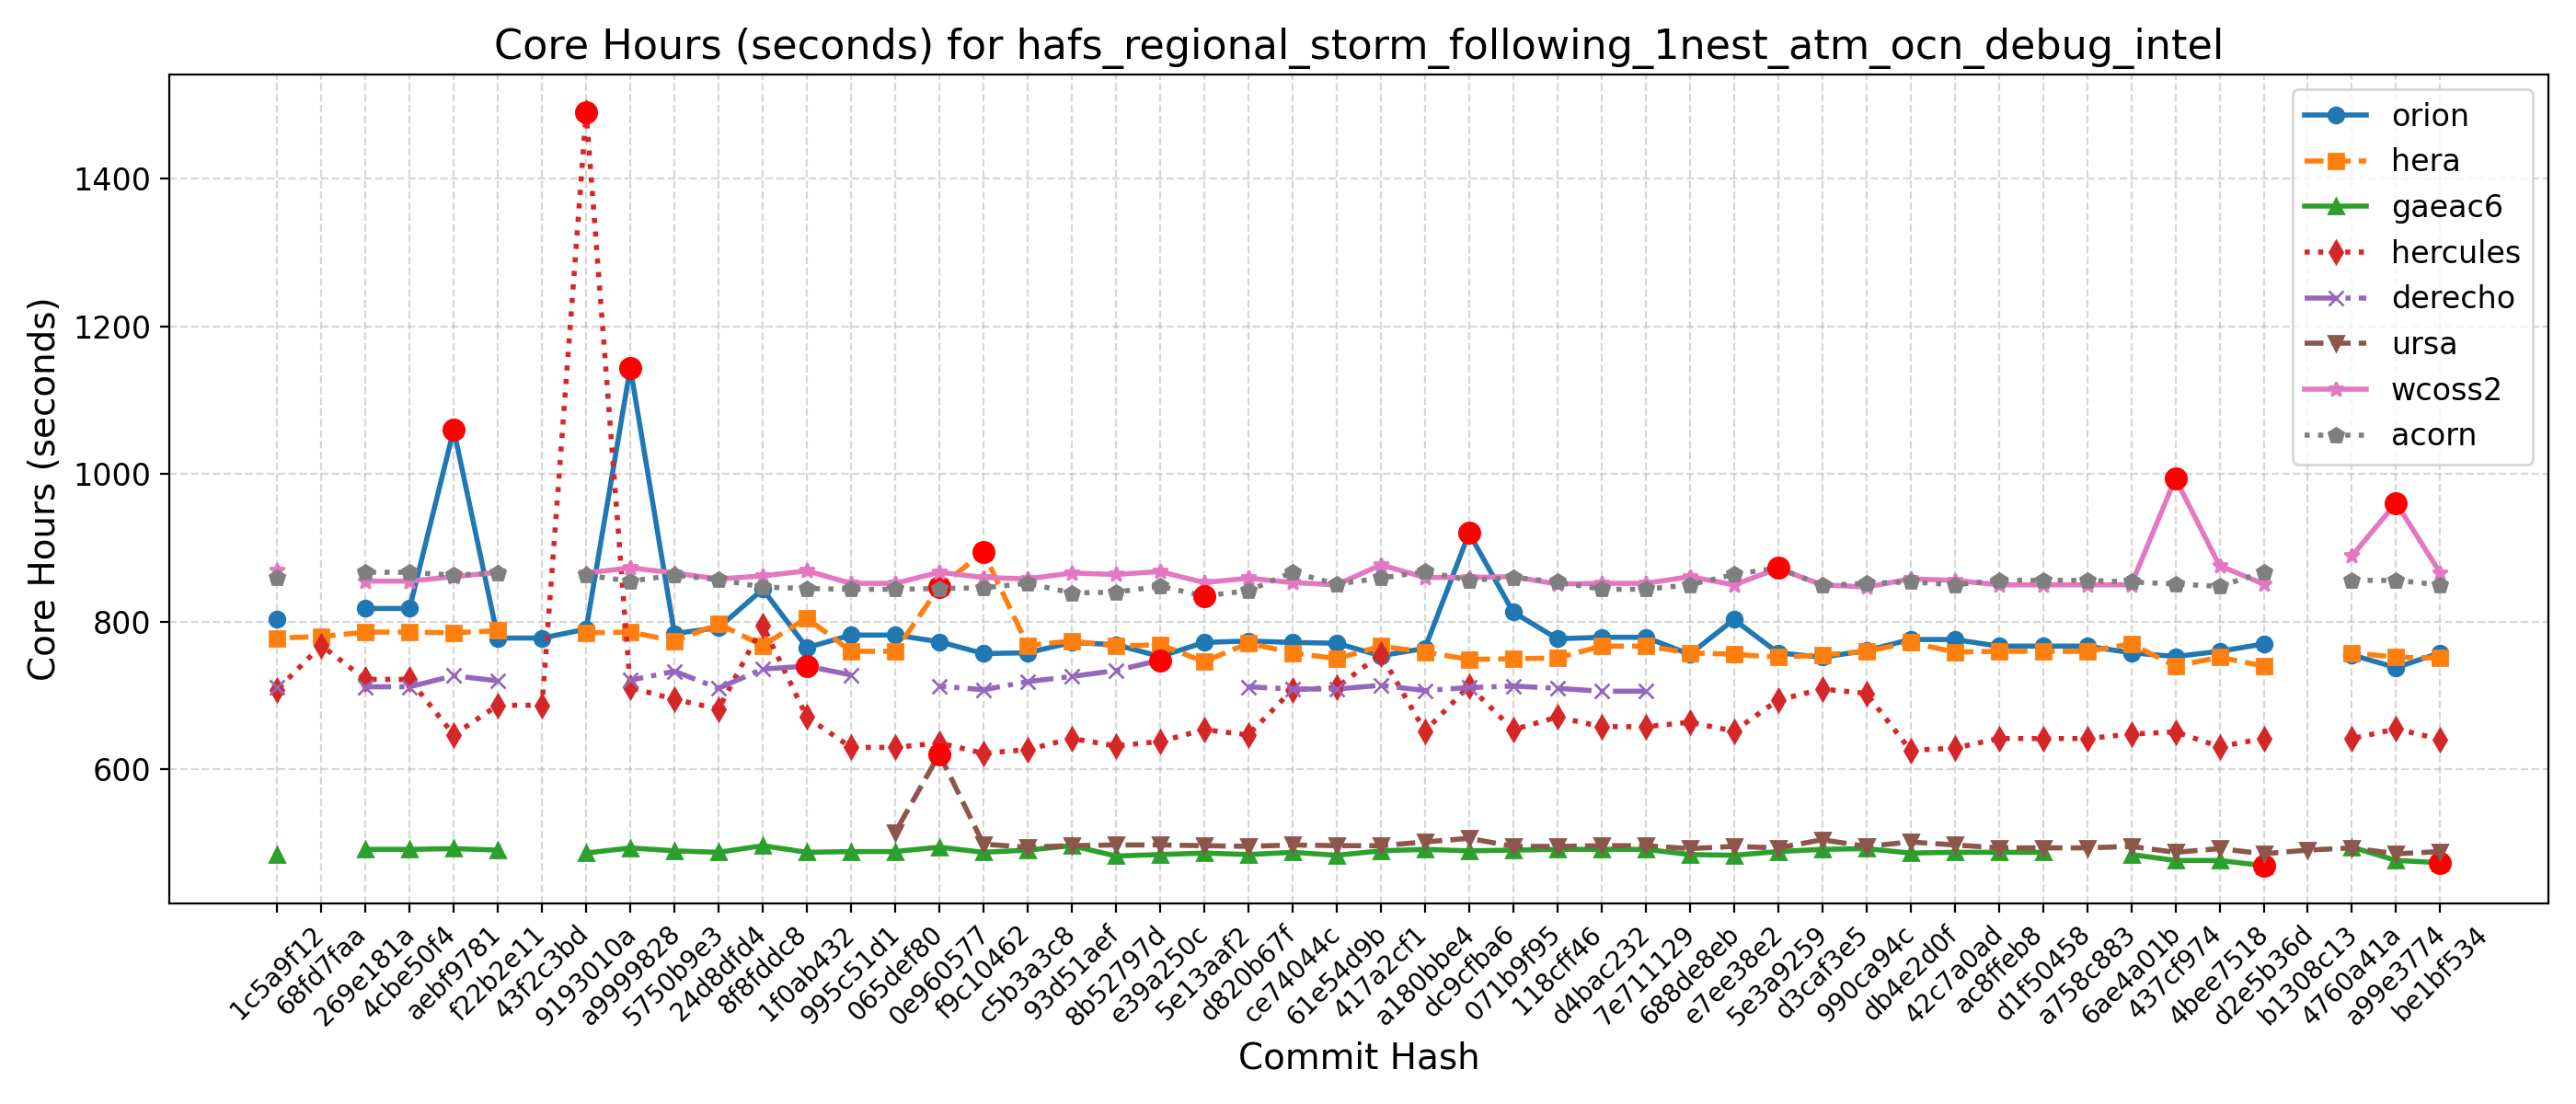 Core Hours (seconds) for hafs_regional_storm_following_1nest_atm_ocn_debug_intel
Core Hours (seconds)
1400
1200
1000
800
600
orion
hera
gaeac6
hercules
derecho
ursa
wcoss2
acorn
1c5a9f12
68fd7faa
269e181a
4cbe50f4
aebf9781
f22b2e11
43f2c3bd
9193010a
a9999828
5750b9e3
24d8dfd4
8f8fddc8
1f0ab432
995c51d1
065def80
0e960577
f9c10462
c5b3a3c8
93d51aef
8b52797d
e39a250c
5e13aaf2
d820b67f
ce74044c
61e54d9b
417a2cf1
a180bbe4
dc9cfba6
071b9f95
118cff46
d4bac232
7e711129
688de8eb
e7ee38e2
5e3a9259
d3caf3e5
990ca94c
db4e2d0f
42c7a0ad
ac8ffeb8
d1f50458
a758c883
6ae4a01b
437cf974
4bee7518
d2e5b36d
b1308c13
4760a41a
a99e3774
be1bf534
Commit Hash